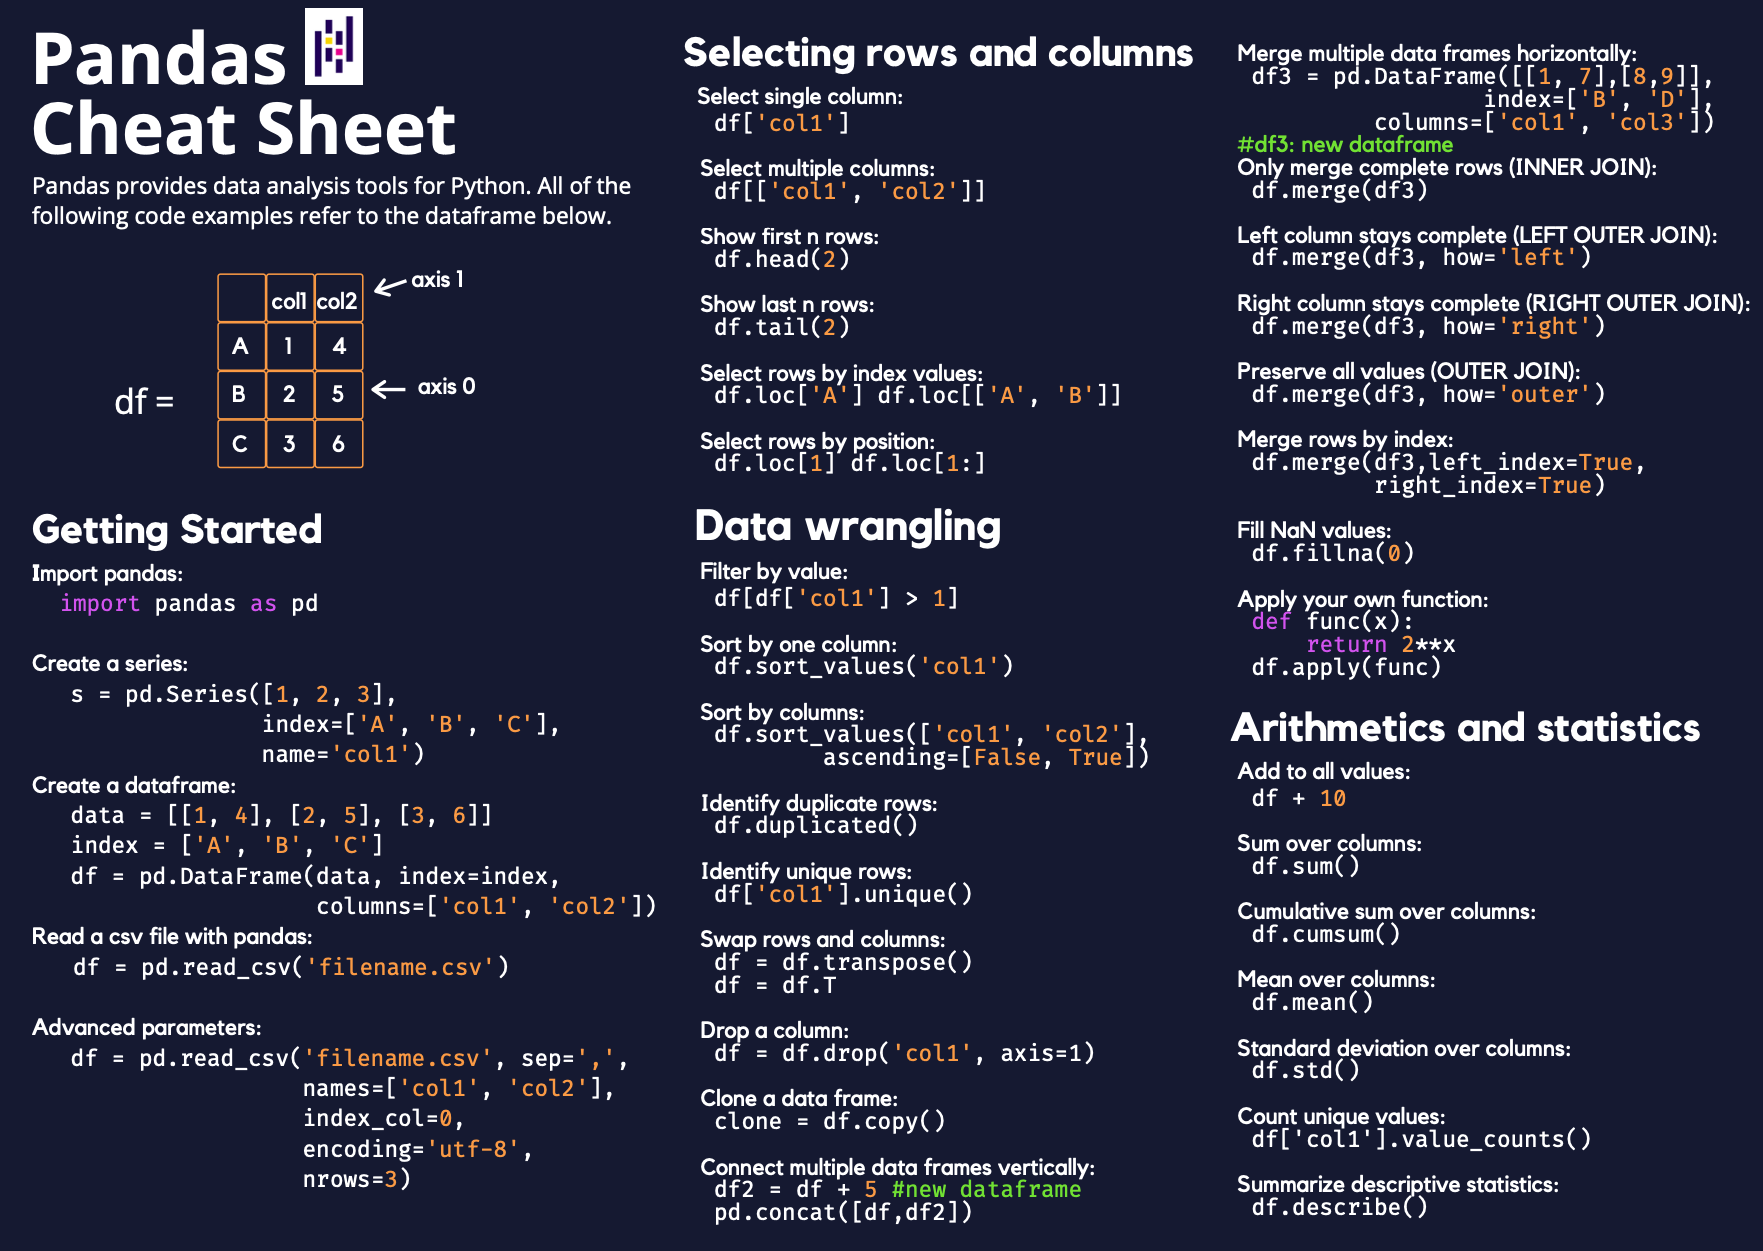 Pandas
Cheat Sheet
Pandas provides data analysis tools for Python. All of the
following code examples refer to the dataframe below.
df =
col1 col2
A 1 4
B 2 5
C 3 6
axis 1
axis 0
Getting Started
Import pandas:
import pandas as pd
Create a series:
s = pd.Series([1, 2, 3],
index=['A', 'B', 'C'],
name='col1')
Create a dataframe:
data = [[1, 4], [2, 5], [3, 6]]
index = ['A', 'B', 'C']
df = pd.DataFrame(data, index=index,
columns=['col1', 'col2'])
Read a csv file with pandas:
df = pd.read_csv('filename.csv')
Advanced parameters:
df = pd.read_csv('filename.csv', sep=',',
names=['col1', 'col2'],
index_col=0,
encoding='utf-8',
nrows=3)
Selecting rows and columns
Select single column:
df['col1']
Select multiple columns:
df[['col1', 'col2']]
Show first n rows:
df.head(2)
Show last n rows:
df.tail(2)
Select rows by index values:
df.loc['A'] df.loc[['A', 'B']]
Select rows by position:
df.loc[1] df.loc[1:]
Data wrangling
Filter by value:
df[df['col1'] > 1]
Sort by one column:
df.sort_values('col1')
Sort by columns:
df.sort_values(['col1', 'col2'],
ascending=[False, True])
Identify duplicate rows:
df.duplicated()
Identify unique rows:
df['col1'].unique()
Swap rows and columns:
df = df.transpose()
df = df.T
Drop a column:
df = df.drop('col1', axis=1)
Clone a data frame:
clone = df.copy()
Connect multiple data frames vertically:
df2 = df + 5 #new dataframe
pd.concat([df,df2])
Merge multiple data frames horizontally:
df3 = pd.DataFrame([[1, 7],[8,9]],
index=['B', 'D'],
columns=['col1', 'col3'])
#df3: new dataframe
Only merge complete rows (INNER JOIN):
df.merge(df3)
Left column stays complete (LEFT OUTER JOIN):
df.merge(df3, how='left')
Right column stays complete (RIGHT OUTER JOIN):
df.merge(df3, how='right')
Preserve all values (OUTER JOIN):
df.merge(df3, how='outer')
Merge rows by index:
df.merge(df3,left_index=True,
right_index=True)
Fill NaN values:
df.fillna(0)
Apply your own function:
def func(x):
return 2**x
df.apply(func)
Arithmetics and statistics
Add to all values:
df + 10
Sum over columns:
df.sum()
Cumulative sum over columns:
df.cumsum()
Mean over columns:
df.mean()
Standard deviation over columns:
df.std()
Count unique values:
df['col1'].value_counts()
Summarize descriptive statistics:
df.describe()